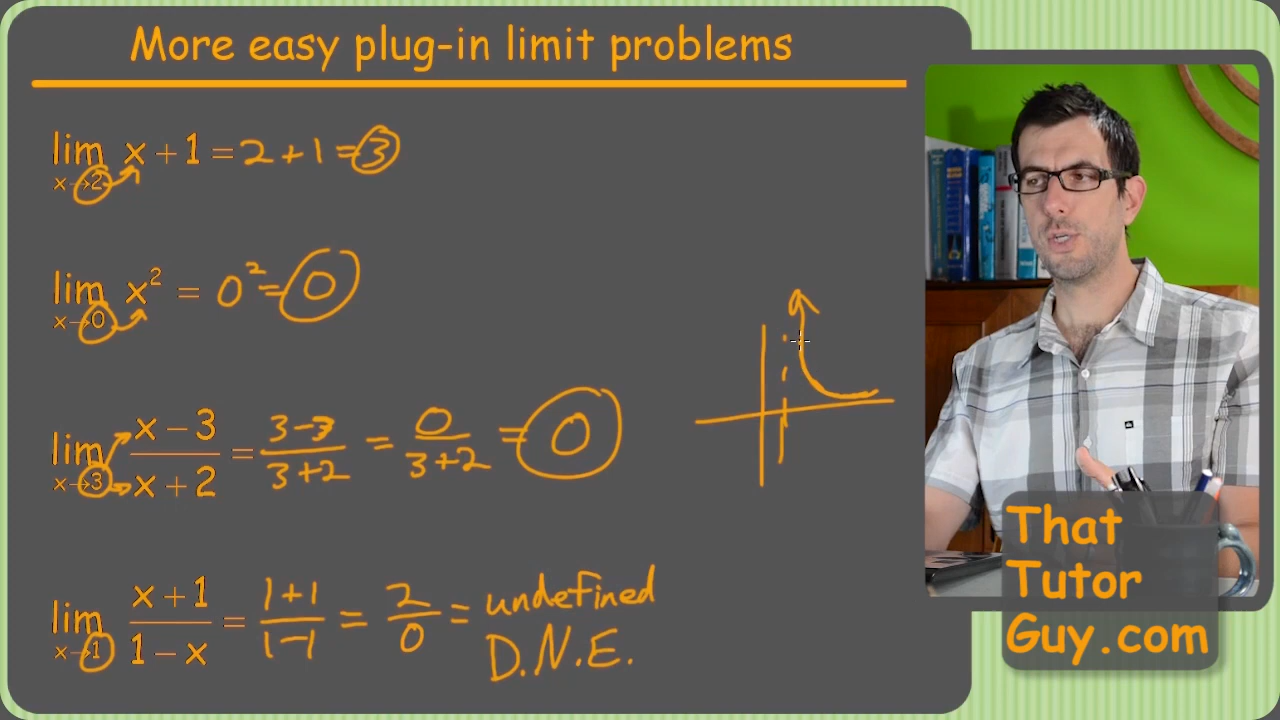 More easy plug-in limit problems
lim x→2 x + 1 = 2 + 1 = 3
lim x→0 x² = 0² = 0
lim x→3 (x − 3)/(x + 2) = (3 − 3)/(3 + 2) = 0/(3 + 2) = 0
lim x→1 (x + 1)/(1 − x) = (1 + 1)/(1 − 1) = 2/0 = undefined
D.N.E.
That
Tutor
Guy.com